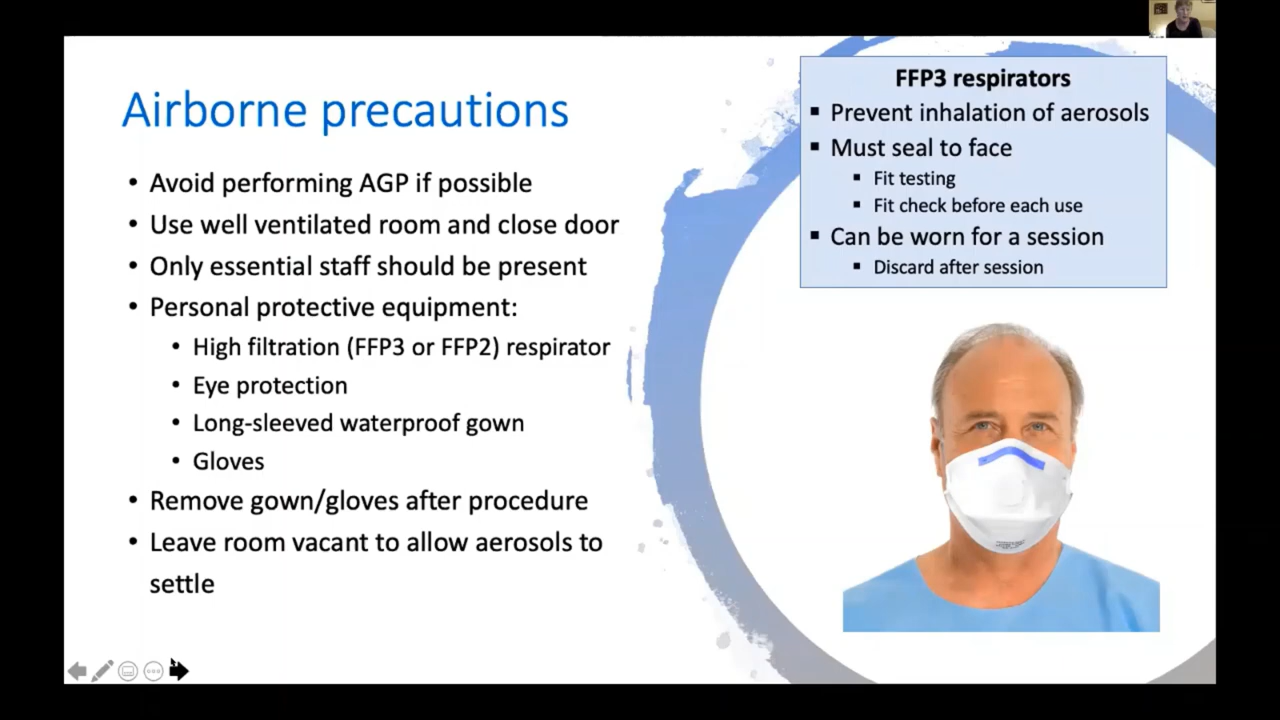 Airborne precautions
• Avoid performing AGP if possible
• Use well ventilated room and close door
• Only essential staff should be present
• Personal protective equipment:
• High filtration (FFP3 or FFP2) respirator
• Eye protection
• Long-sleeved waterproof gown
• Gloves
• Remove gown/gloves after procedure
• Leave room vacant to allow aerosols to
settle
FFP3 respirators
▪ Prevent inhalation of aerosols
▪ Must seal to face
▪ Fit testing
▪ Fit check before each use
▪ Can be worn for a session
▪ Discard after session